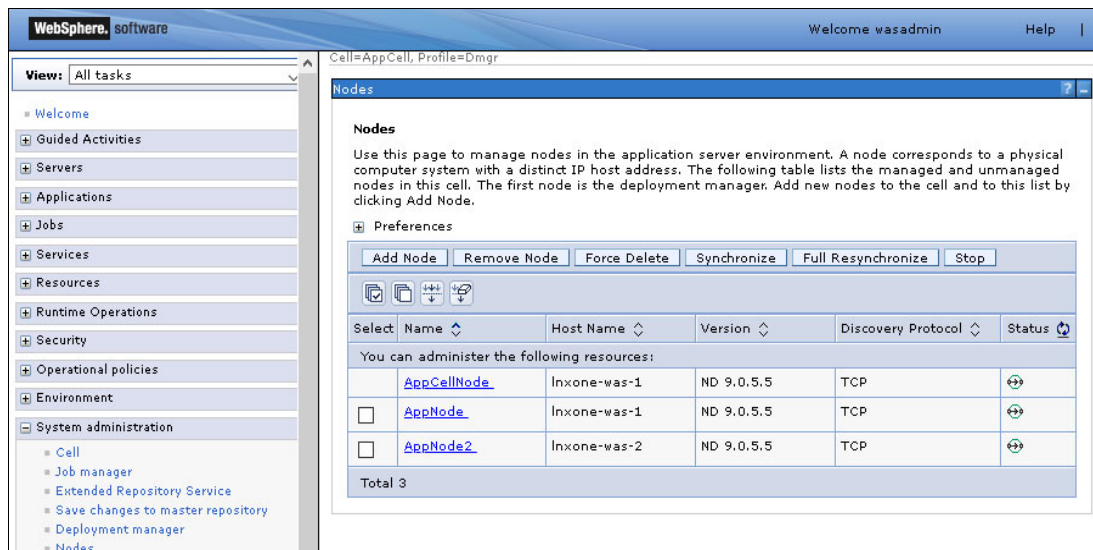 WebSphere. software
Welcome wasadmin
Help
Cell=AppCell, Profile=Dmgr
View: All tasks
Welcome
Guided Activities
Servers
Applications
Jobs
Services
Resources
Runtime Operations
Security
Operational policies
Environment
System administration
Cell
Job manager
Extended Repository Service
Save changes to master repository
Deployment manager
Nodes
Nodes ? -
Nodes
Use this page to manage nodes in the application server environment. A node corresponds to a physical
computer system with a distinct IP host address. The following table lists the managed and unmanaged
nodes in this cell. The first node is the deployment manager. Add new nodes to the cell and to this list by
clicking Add Node.
Preferences
Add Node Remove Node Force Delete Synchronize Full Resynchronize Stop
Select Name Host Name Version Discovery Protocol Status
You can administer the following resources:
AppCellNode lnxone-was-1 ND 9.0.5.5 TCP
AppNode lnxone-was-1 ND 9.0.5.5 TCP
AppNode2 lnxone-was-2 ND 9.0.5.5 TCP
Total 3